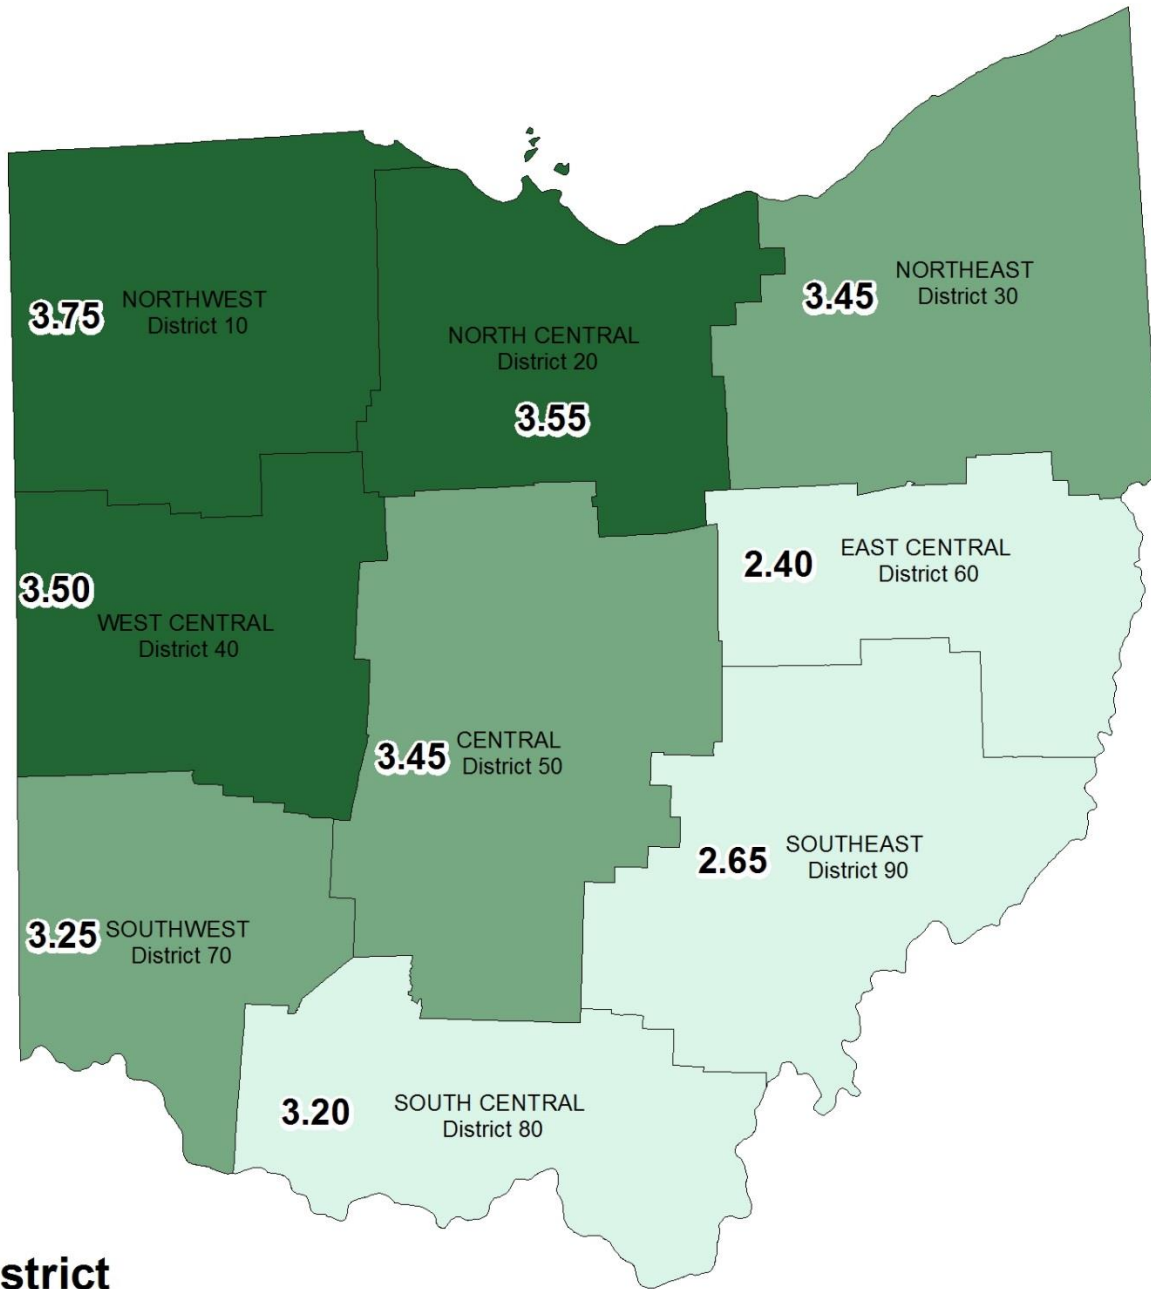 NORTHEAST
District 30
3.45
NORTHWEST
District 10
3.75
NORTH CENTRAL
District 20
3.55
EAST CENTRAL
District 60
2.40
3.50
WEST CENTRAL
District 40
CENTRAL
District 50
3.45
SOUTHEAST
District 90
2.65
SOUTHWEST
District 70
3.25
SOUTH CENTRAL
District 80
3.20
strict